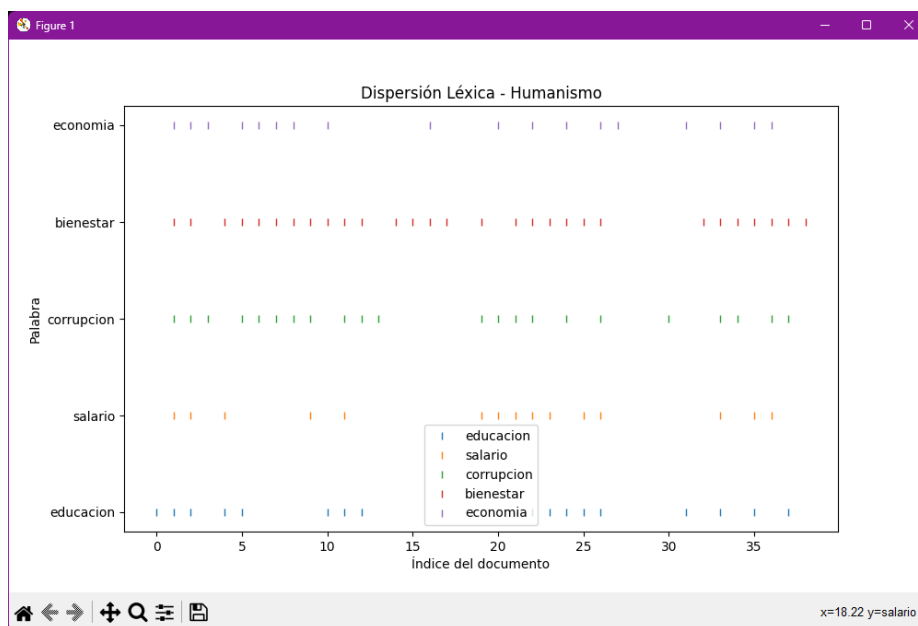 Figure 1
Dispersión Léxica - Humanismo
economia
bienestar
corrupcion
salario
educacion
Palabra
educacion
salario
corrupcion
bienestar
economia
0 5 10 15 20 25 30 35
Índice del documento
x=18.22 y=salario